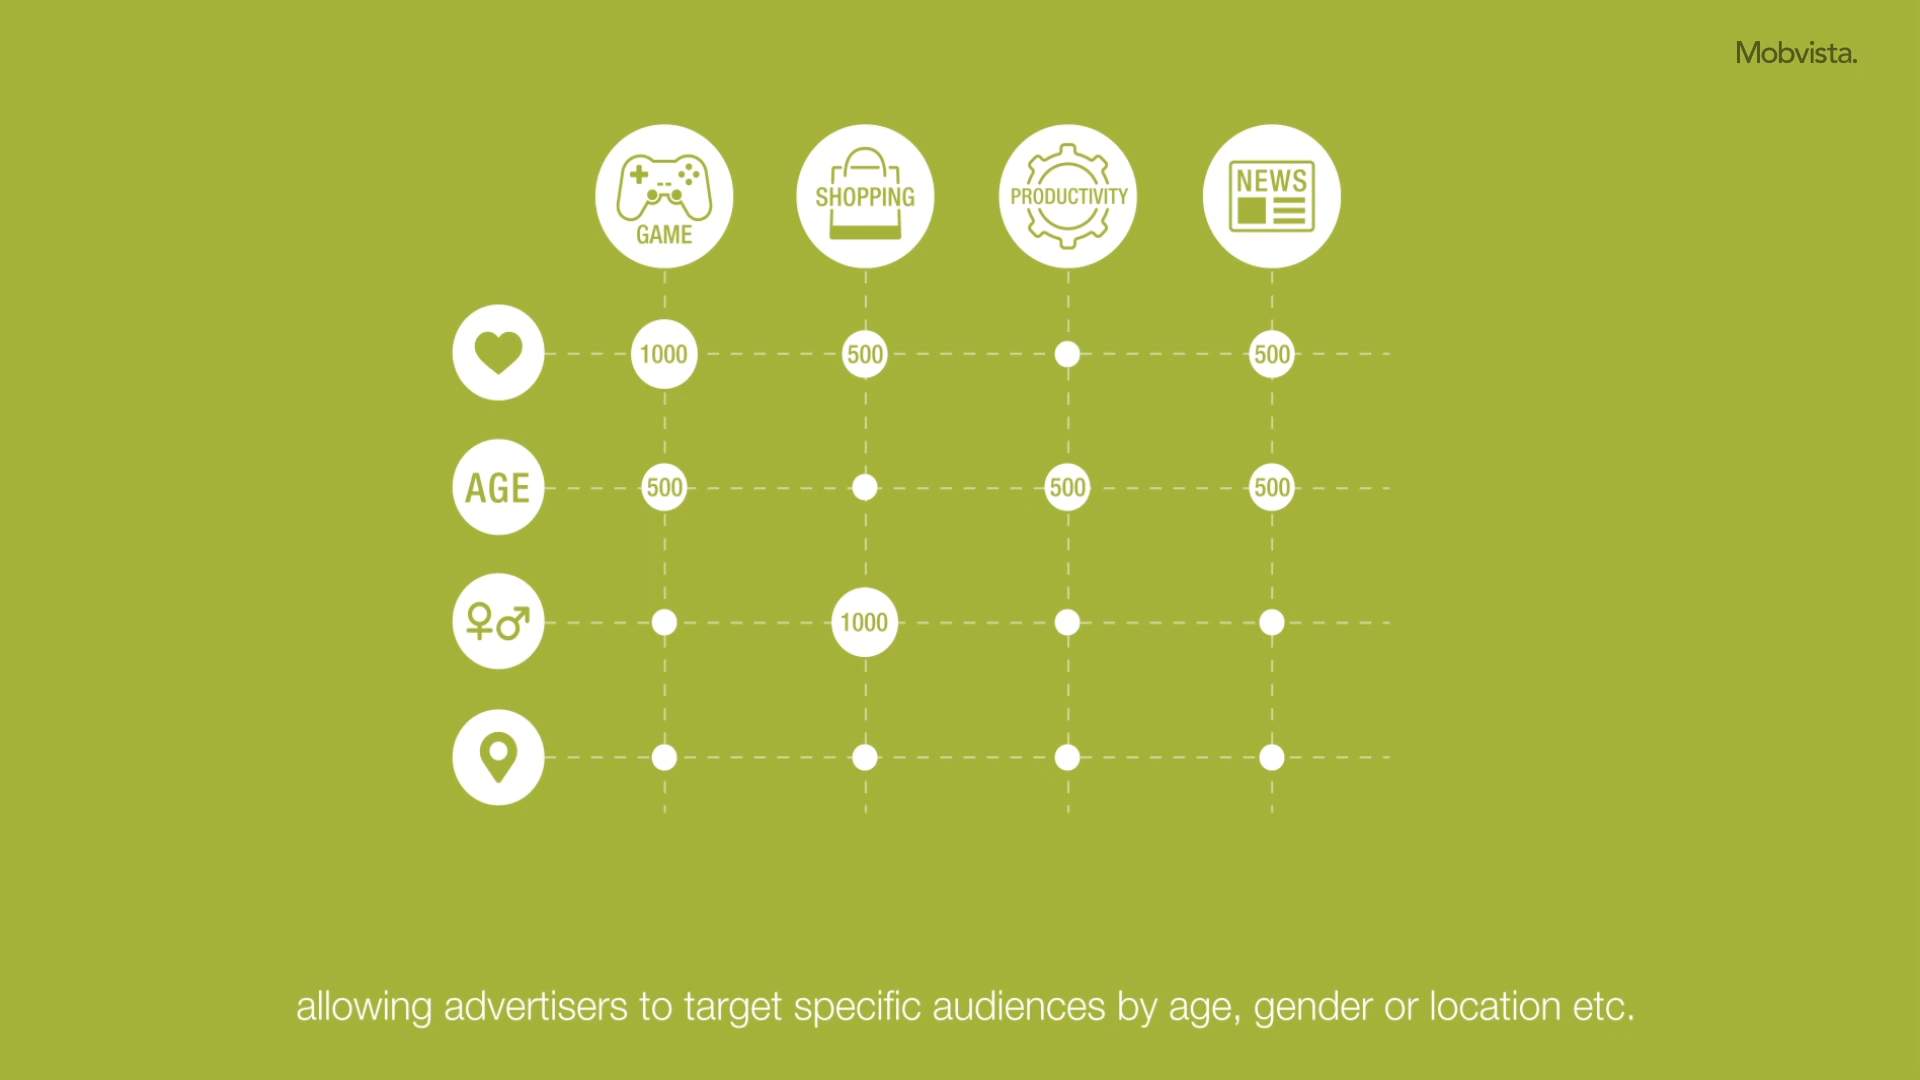 Mobvista.
GAME
SHOPPING
PRODUCTIVITY
NEWS
1000
500
500
AGE
500
500
500
1000
allowing advertisers to target specific audiences by age, gender or location etc.